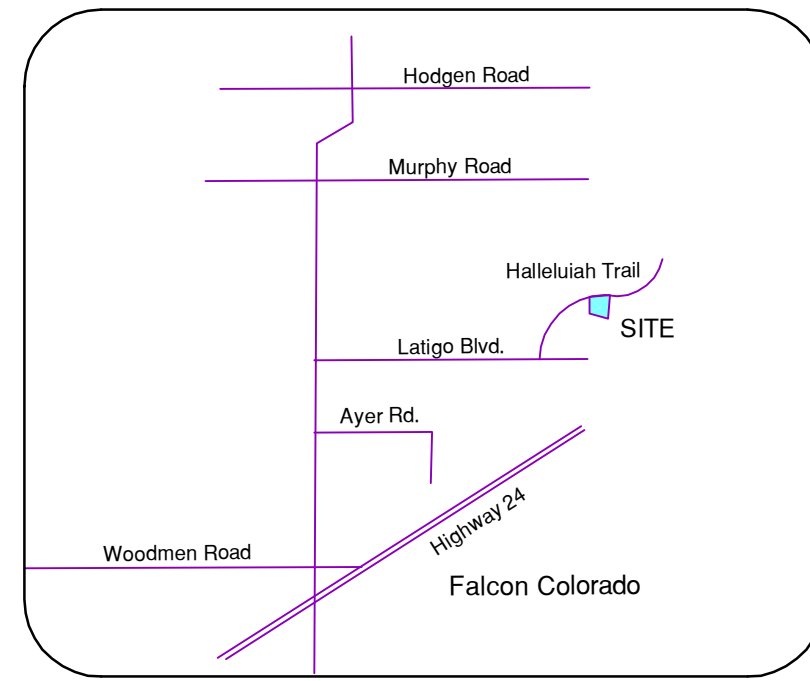 Hodgen Road
Murphy Road
Halleluiah Trail
SITE
Latigo Blvd.
Ayer Rd.
Highway 24
Woodmen Road
Falcon Colorado